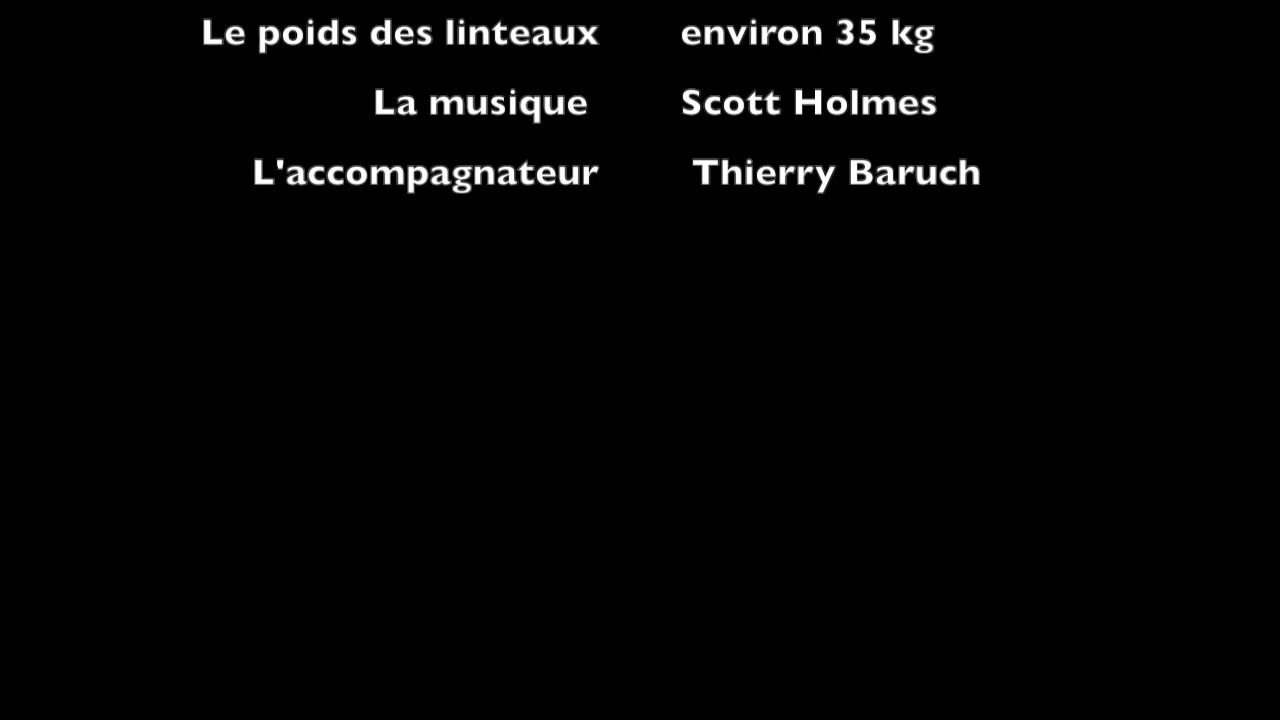 Le poids des linteaux environ 35 kg
La musique Scott Holmes
L'accompagnateur Thierry Baruch